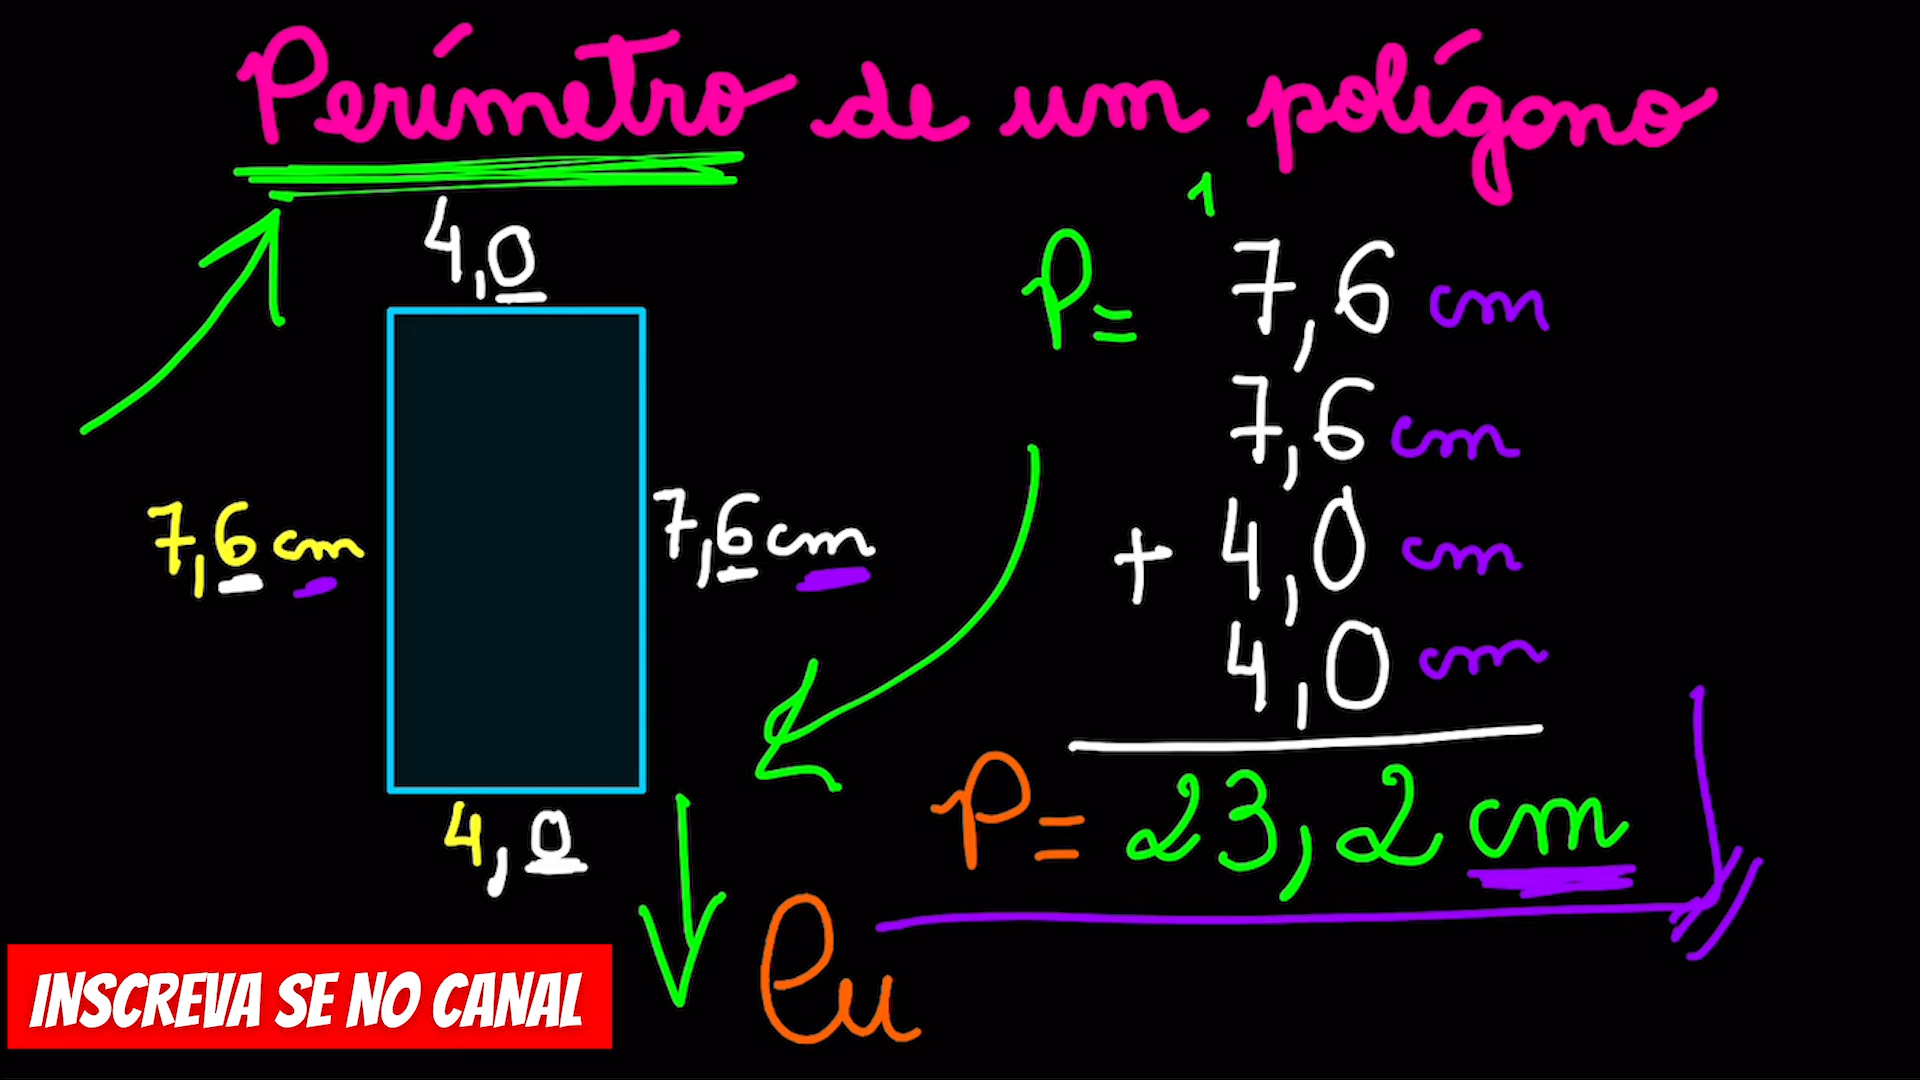 Perímetro de um polígono
4,0
7,6 cm
7,6 cm
4,0
1
P= 7,6 cm
7,6 cm
+ 4,0 cm
4,0 cm
P= 23,2 cm
eu
INSCREVA SE NO CANAL